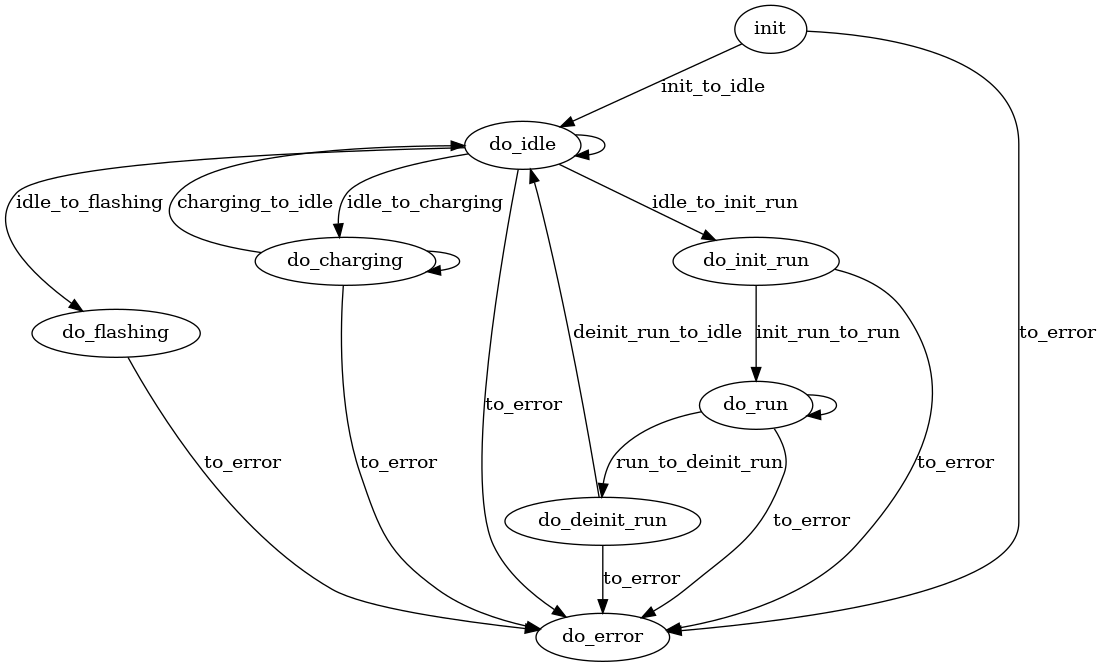 init
init_to_idle
do_idle
idle_to_flashing
charging_to_idle
idle_to_charging
idle_to_init_run
do_charging
do_init_run
do_flashing
deinit_run_to_idle
init_run_to_run
to_error
do_run
to_error
to_error
to_error
run_to_deinit_run
to_error
do_deinit_run
to_error
to_error
do_error